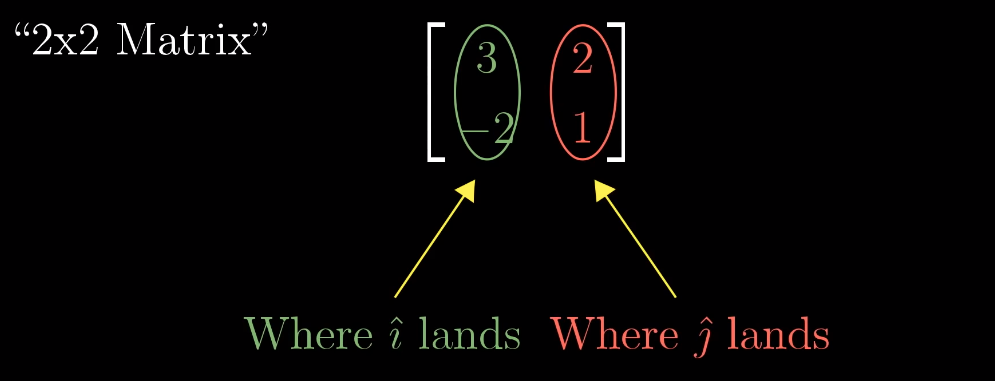 “2x2 Matrix”
[ 3 2
−2 1 ]
Where î lands Where ĵ lands